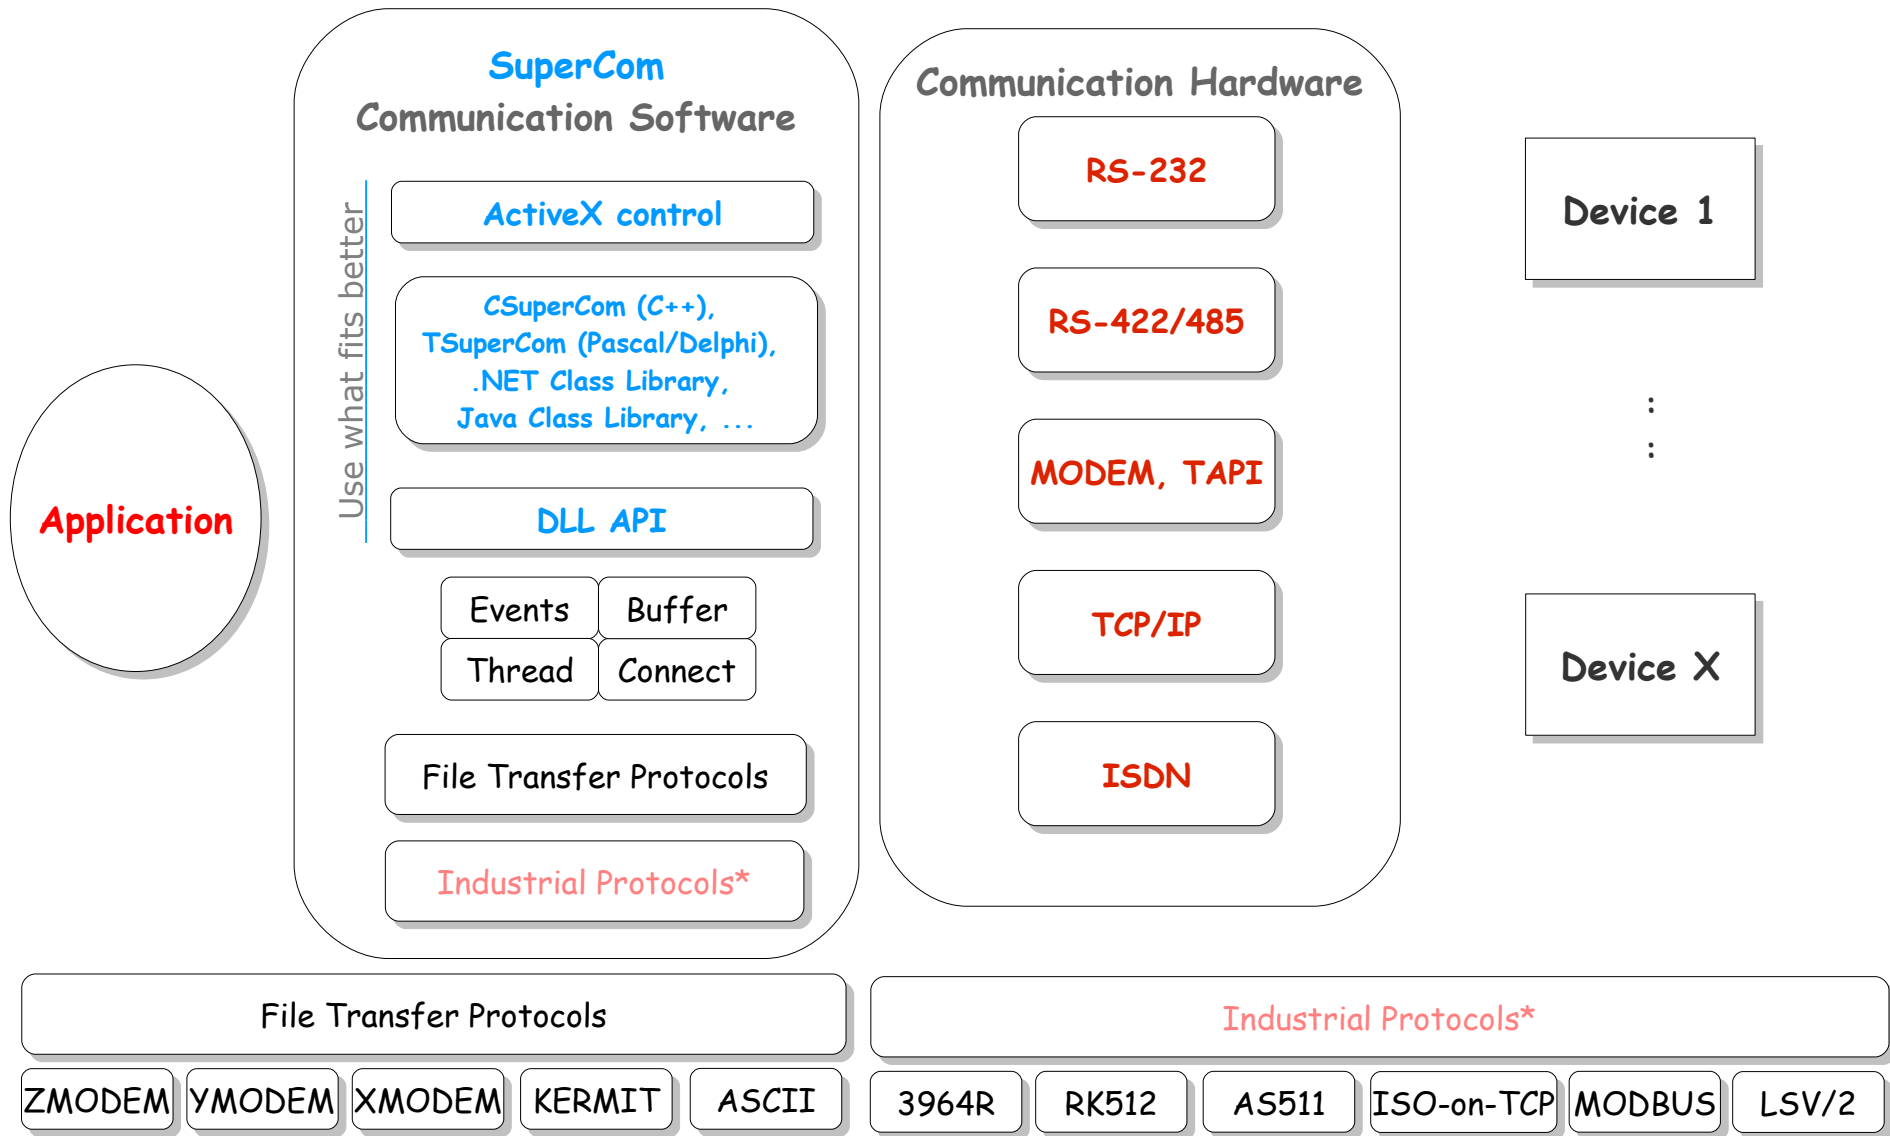 SuperCom
Communication Software
Use what fits better
ActiveX control
CSuperCom (C++),
TSuperCom (Pascal/Delphi),
.NET Class Library,
Java Class Library, ...
DLL API
Events
Buffer
Thread
Connect
File Transfer Protocols
Industrial Protocols*
Application
Communication Hardware
RS-232
RS-422/485
MODEM, TAPI
TCP/IP
ISDN
Device 1
:
:
Device X
File Transfer Protocols
ZMODEM
YMODEM
XMODEM
KERMIT
ASCII
Industrial Protocols*
3964R
RK512
AS511
ISO-on-TCP
MODBUS
LSV/2